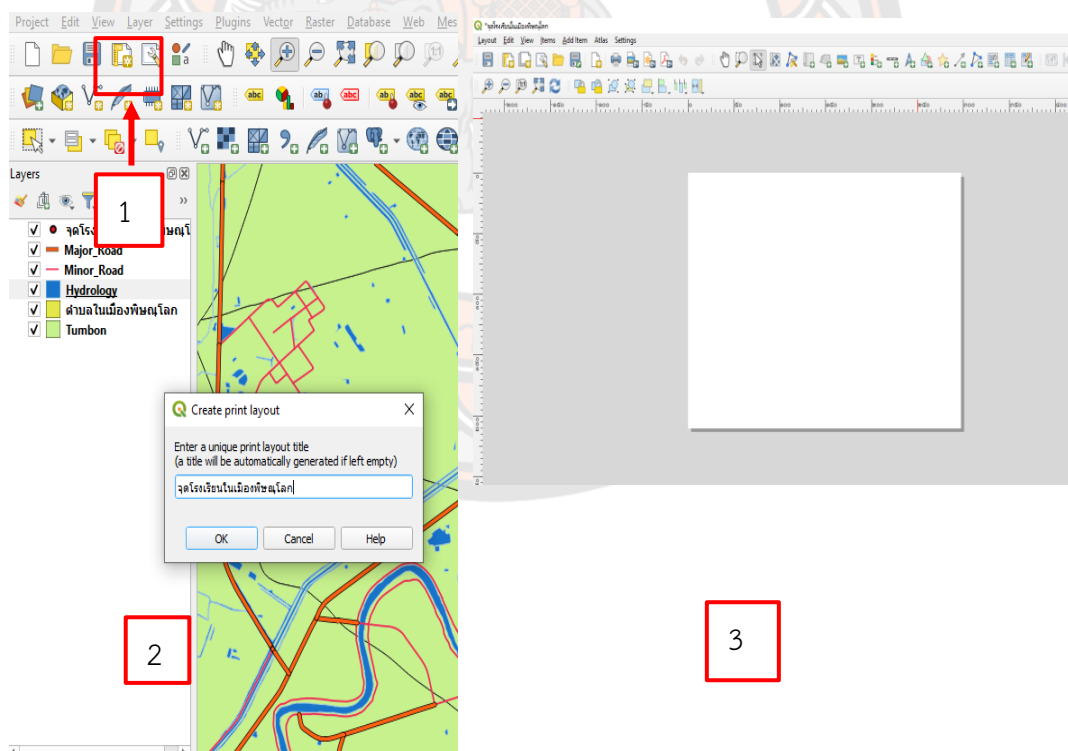 Project Edit View Layer Settings Plugins Vector Raster Database Web Mes
Layers
1
จุดโรง
Major_Road
Minor_Road
Hydrology
ตำบลในเมืองพิษณุโลก
Tumbon
Create print layout
Enter a unique print layout title
(a title will be automatically generated if left empty)
จุดโรงเรียนในเมืองพิษณุโลก
OK Cancel Help
2
Layout Edit View Items Add Item Atlas Settings
3